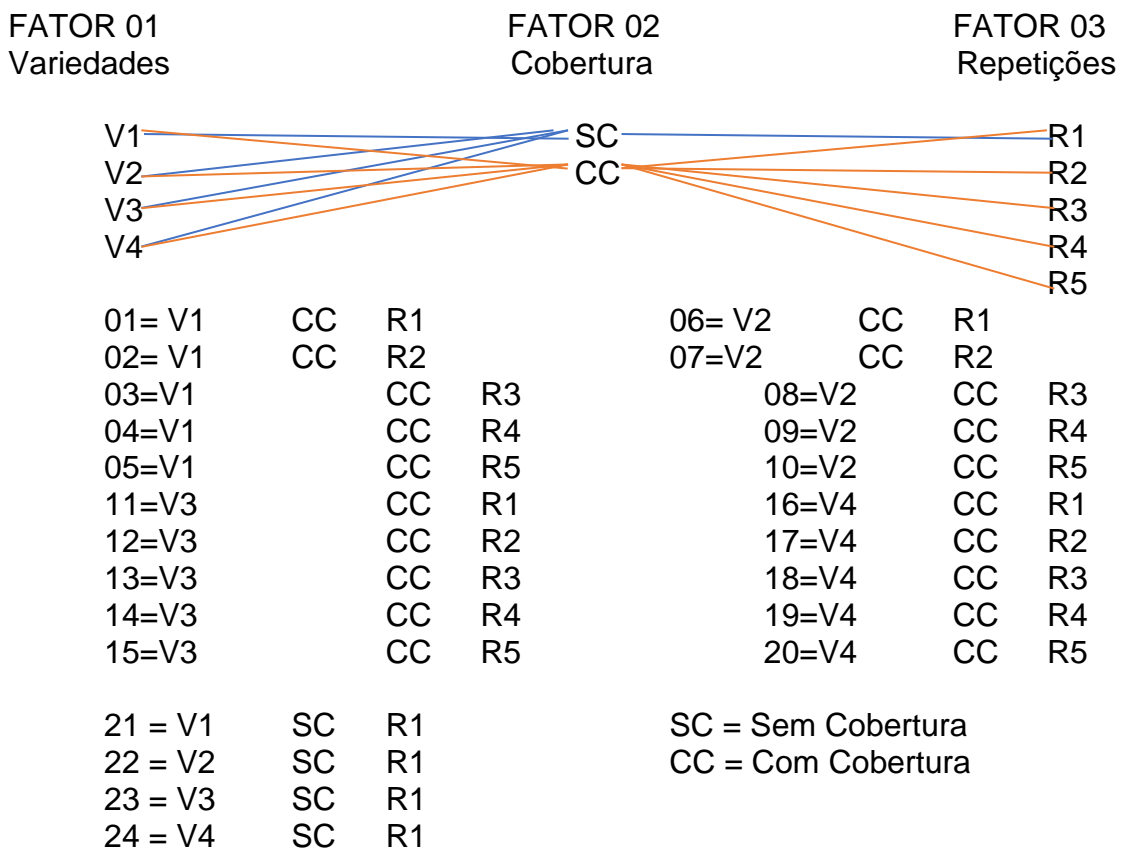 FATOR 01 FATOR 02 FATOR 03
Variedades Cobertura Repetições
V1 SC R1
V2 CC R2
V3 R3
V4 R4
R5
01= V1 CC R1 06= V2 CC R1
02= V1 CC R2 07=V2 CC R2
03=V1 CC R3 08=V2 CC R3
04=V1 CC R4 09=V2 CC R4
05=V1 CC R5 10=V2 CC R5
11=V3 CC R1 16=V4 CC R1
12=V3 CC R2 17=V4 CC R2
13=V3 CC R3 18=V4 CC R3
14=V3 CC R4 19=V4 CC R4
15=V3 CC R5 20=V4 CC R5
21 = V1 SC R1 SC = Sem Cobertura
22 = V2 SC R1 CC = Com Cobertura
23 = V3 SC R1
24 = V4 SC R1